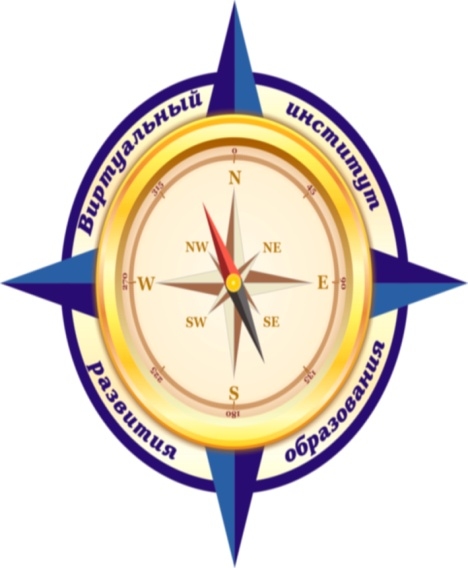 Виртуальный
институт
развития
образования
0
45
90
135
180
225
270
315
N
NE
E
SE
S
SW
W
NW